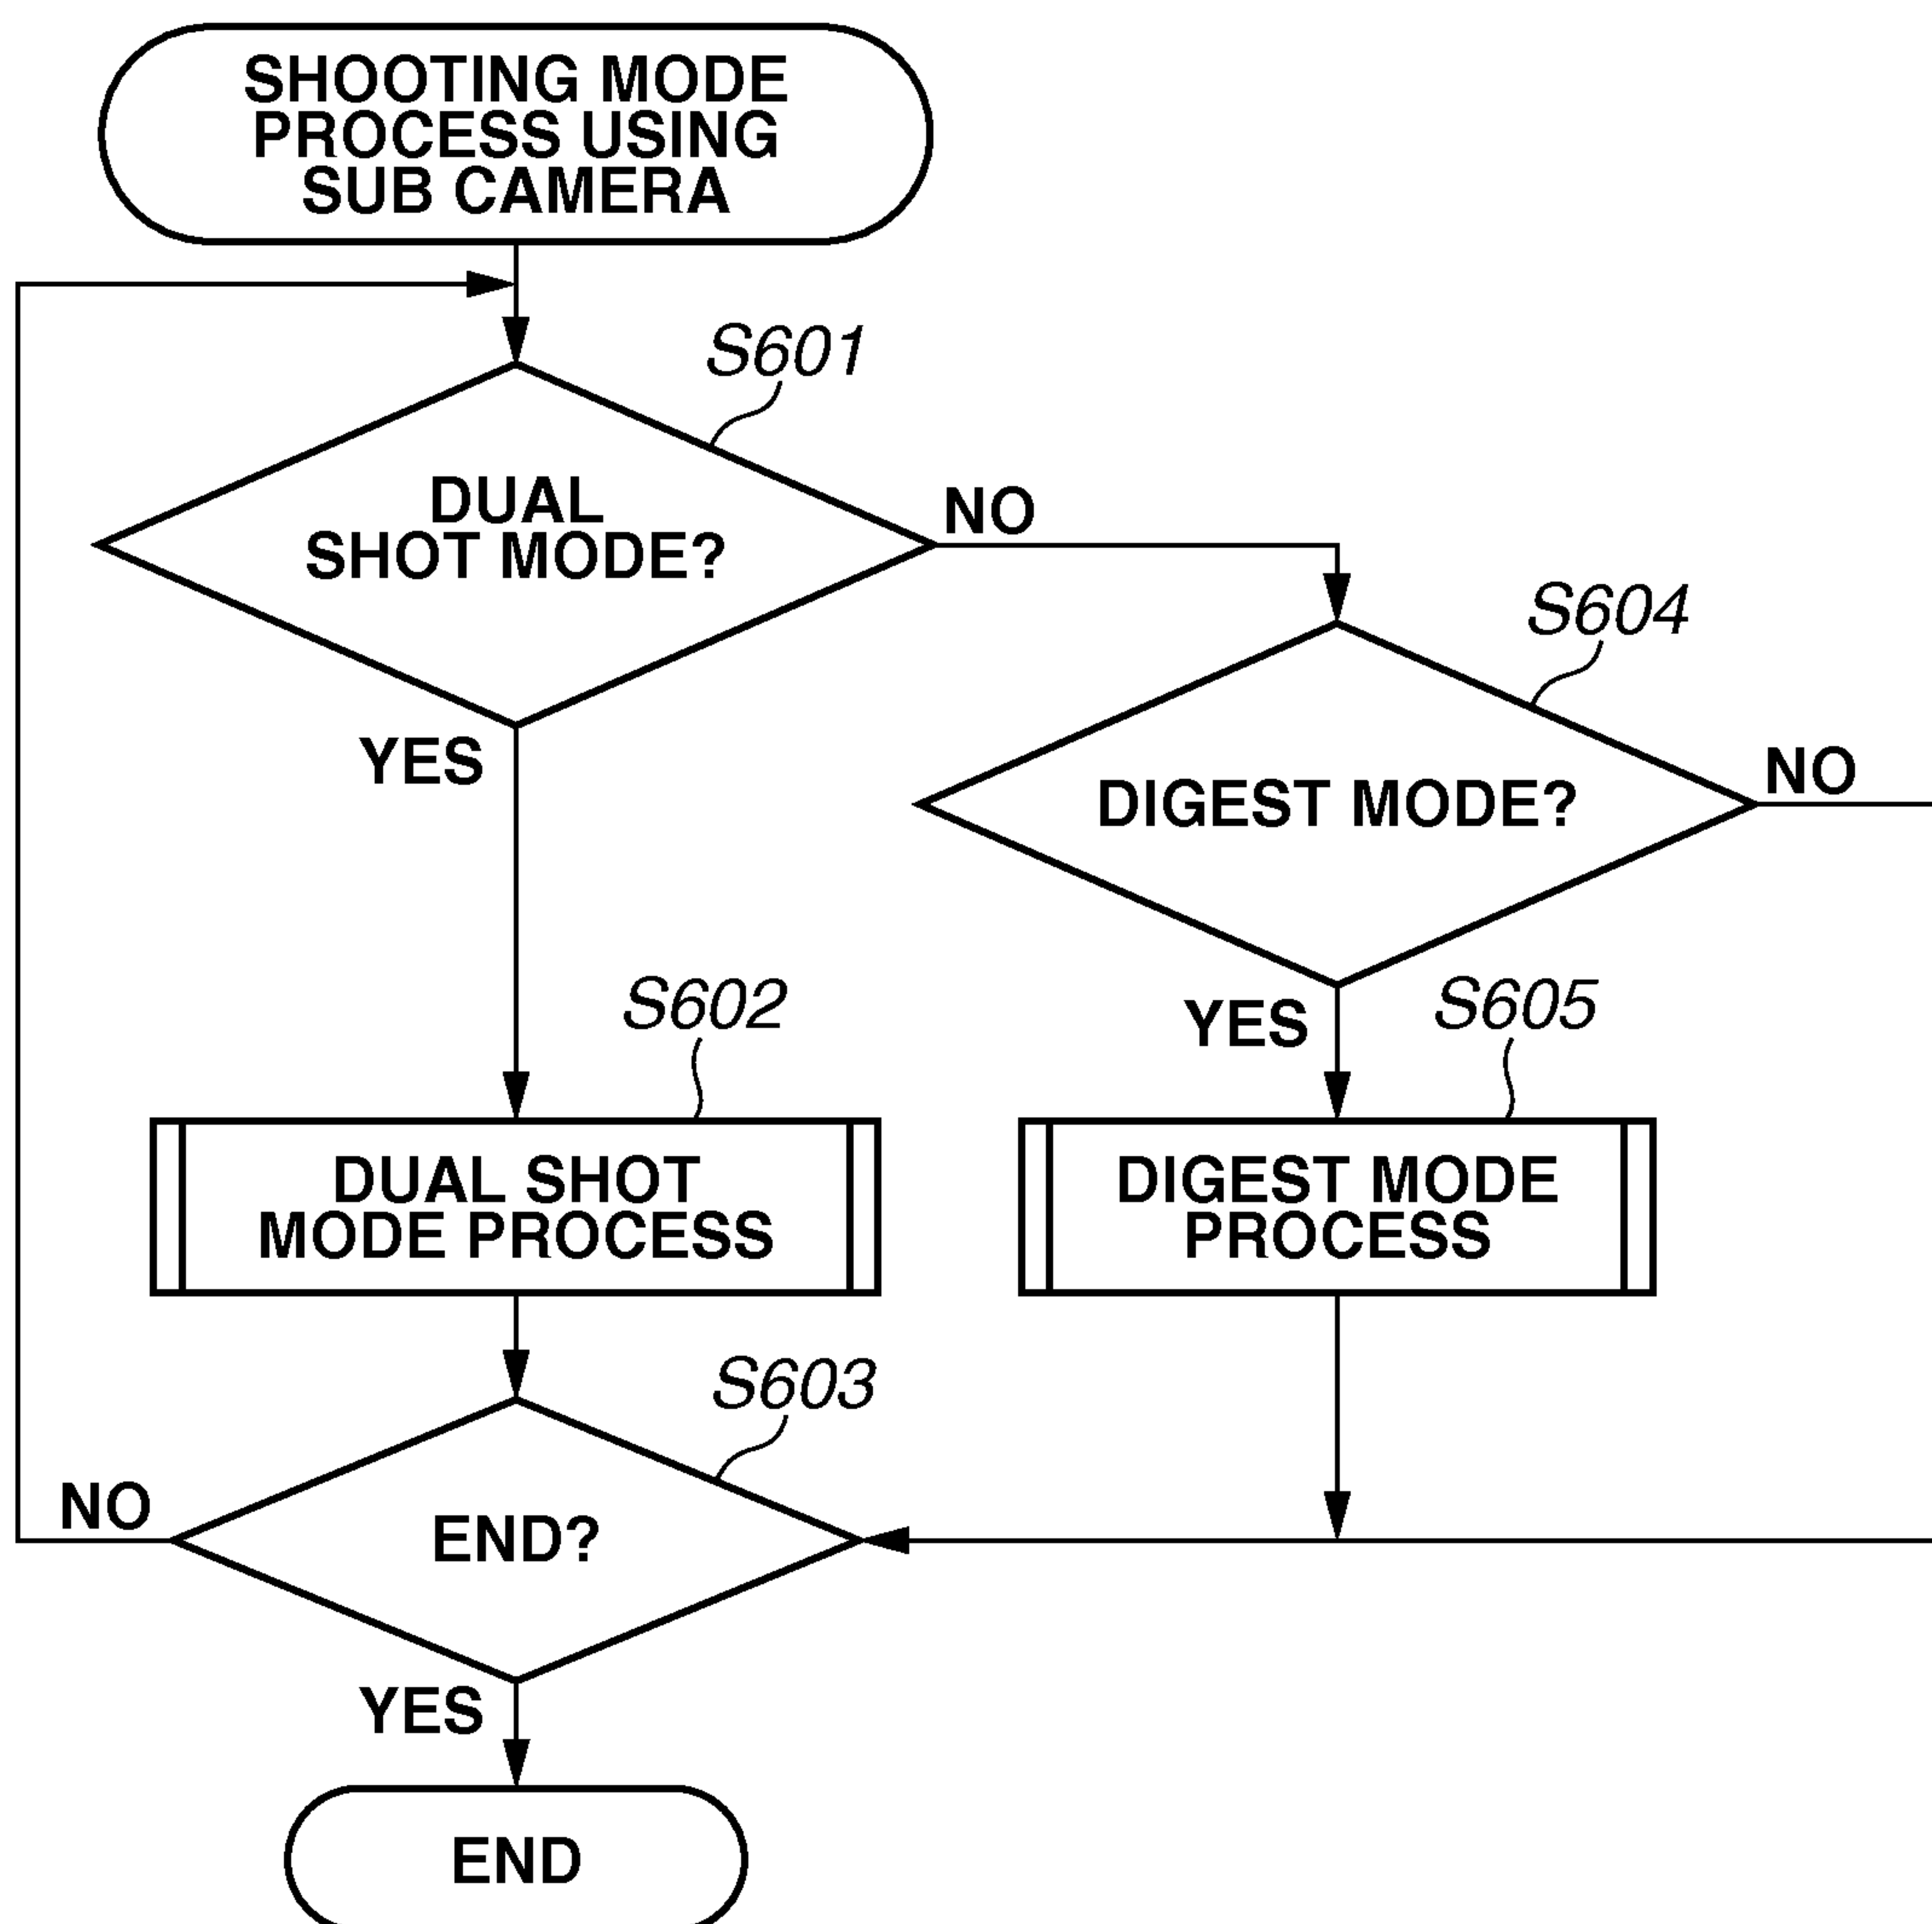 SHOOTING MODE
PROCESS USING
SUB CAMERA
S601
DUAL
SHOT MODE?
NO
YES
S604
DIGEST MODE?
NO
YES
S602
DUAL SHOT
MODE PROCESS
S605
DIGEST MODE
PROCESS
S603
END?
NO
YES
END